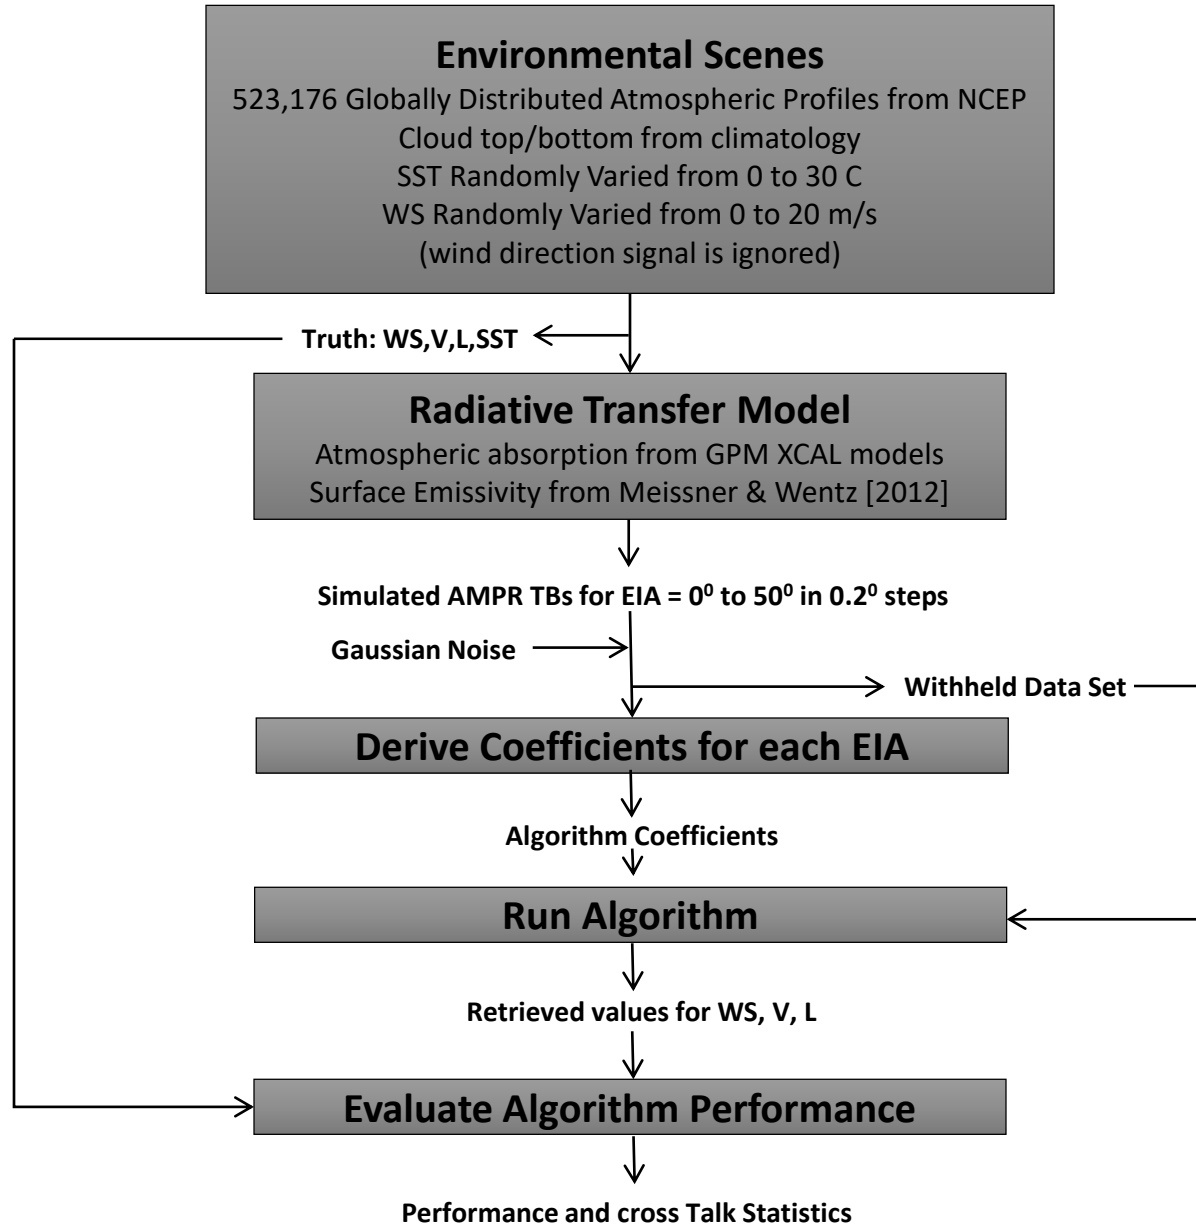 Environmental Scenes
523,176 Globally Distributed Atmospheric Profiles from NCEP
Cloud top/bottom from climatology
SST Randomly Varied from 0 to 30 C
WS Randomly Varied from 0 to 20 m/s
(wind direction signal is ignored)
Truth: WS,V,L,SST
Radiative Transfer Model
Atmospheric absorption from GPM XCAL models
Surface Emissivity from Meissner & Wentz [2012]
Simulated AMPR TBs for EIA = 0⁰ to 50⁰ in 0.2⁰ steps
Gaussian Noise
Withheld Data Set
Derive Coefficients for each EIA
Algorithm Coefficients
Run Algorithm
Retrieved values for WS, V, L
Evaluate Algorithm Performance
Performance and cross Talk Statistics